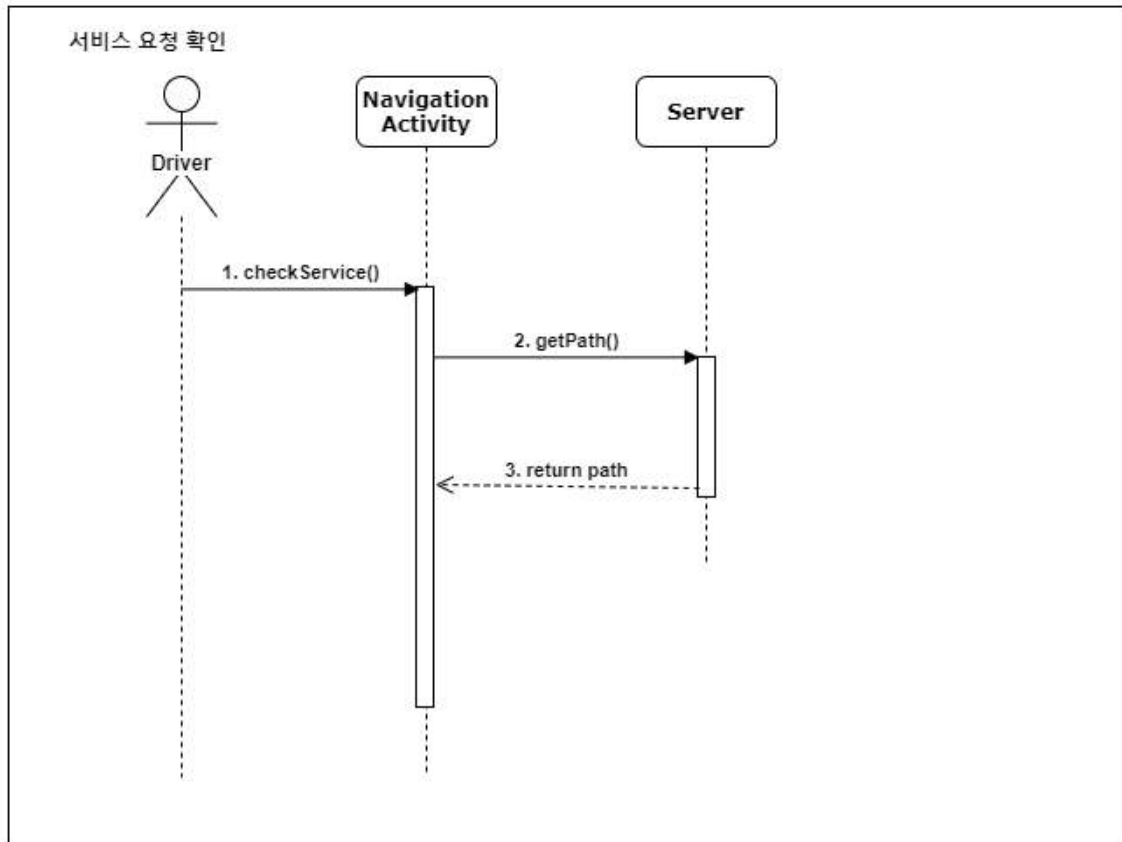 서비스 요청 확인
Navigation
Activity
Server
Driver
1. checkService()
2. getPath()
3. return path